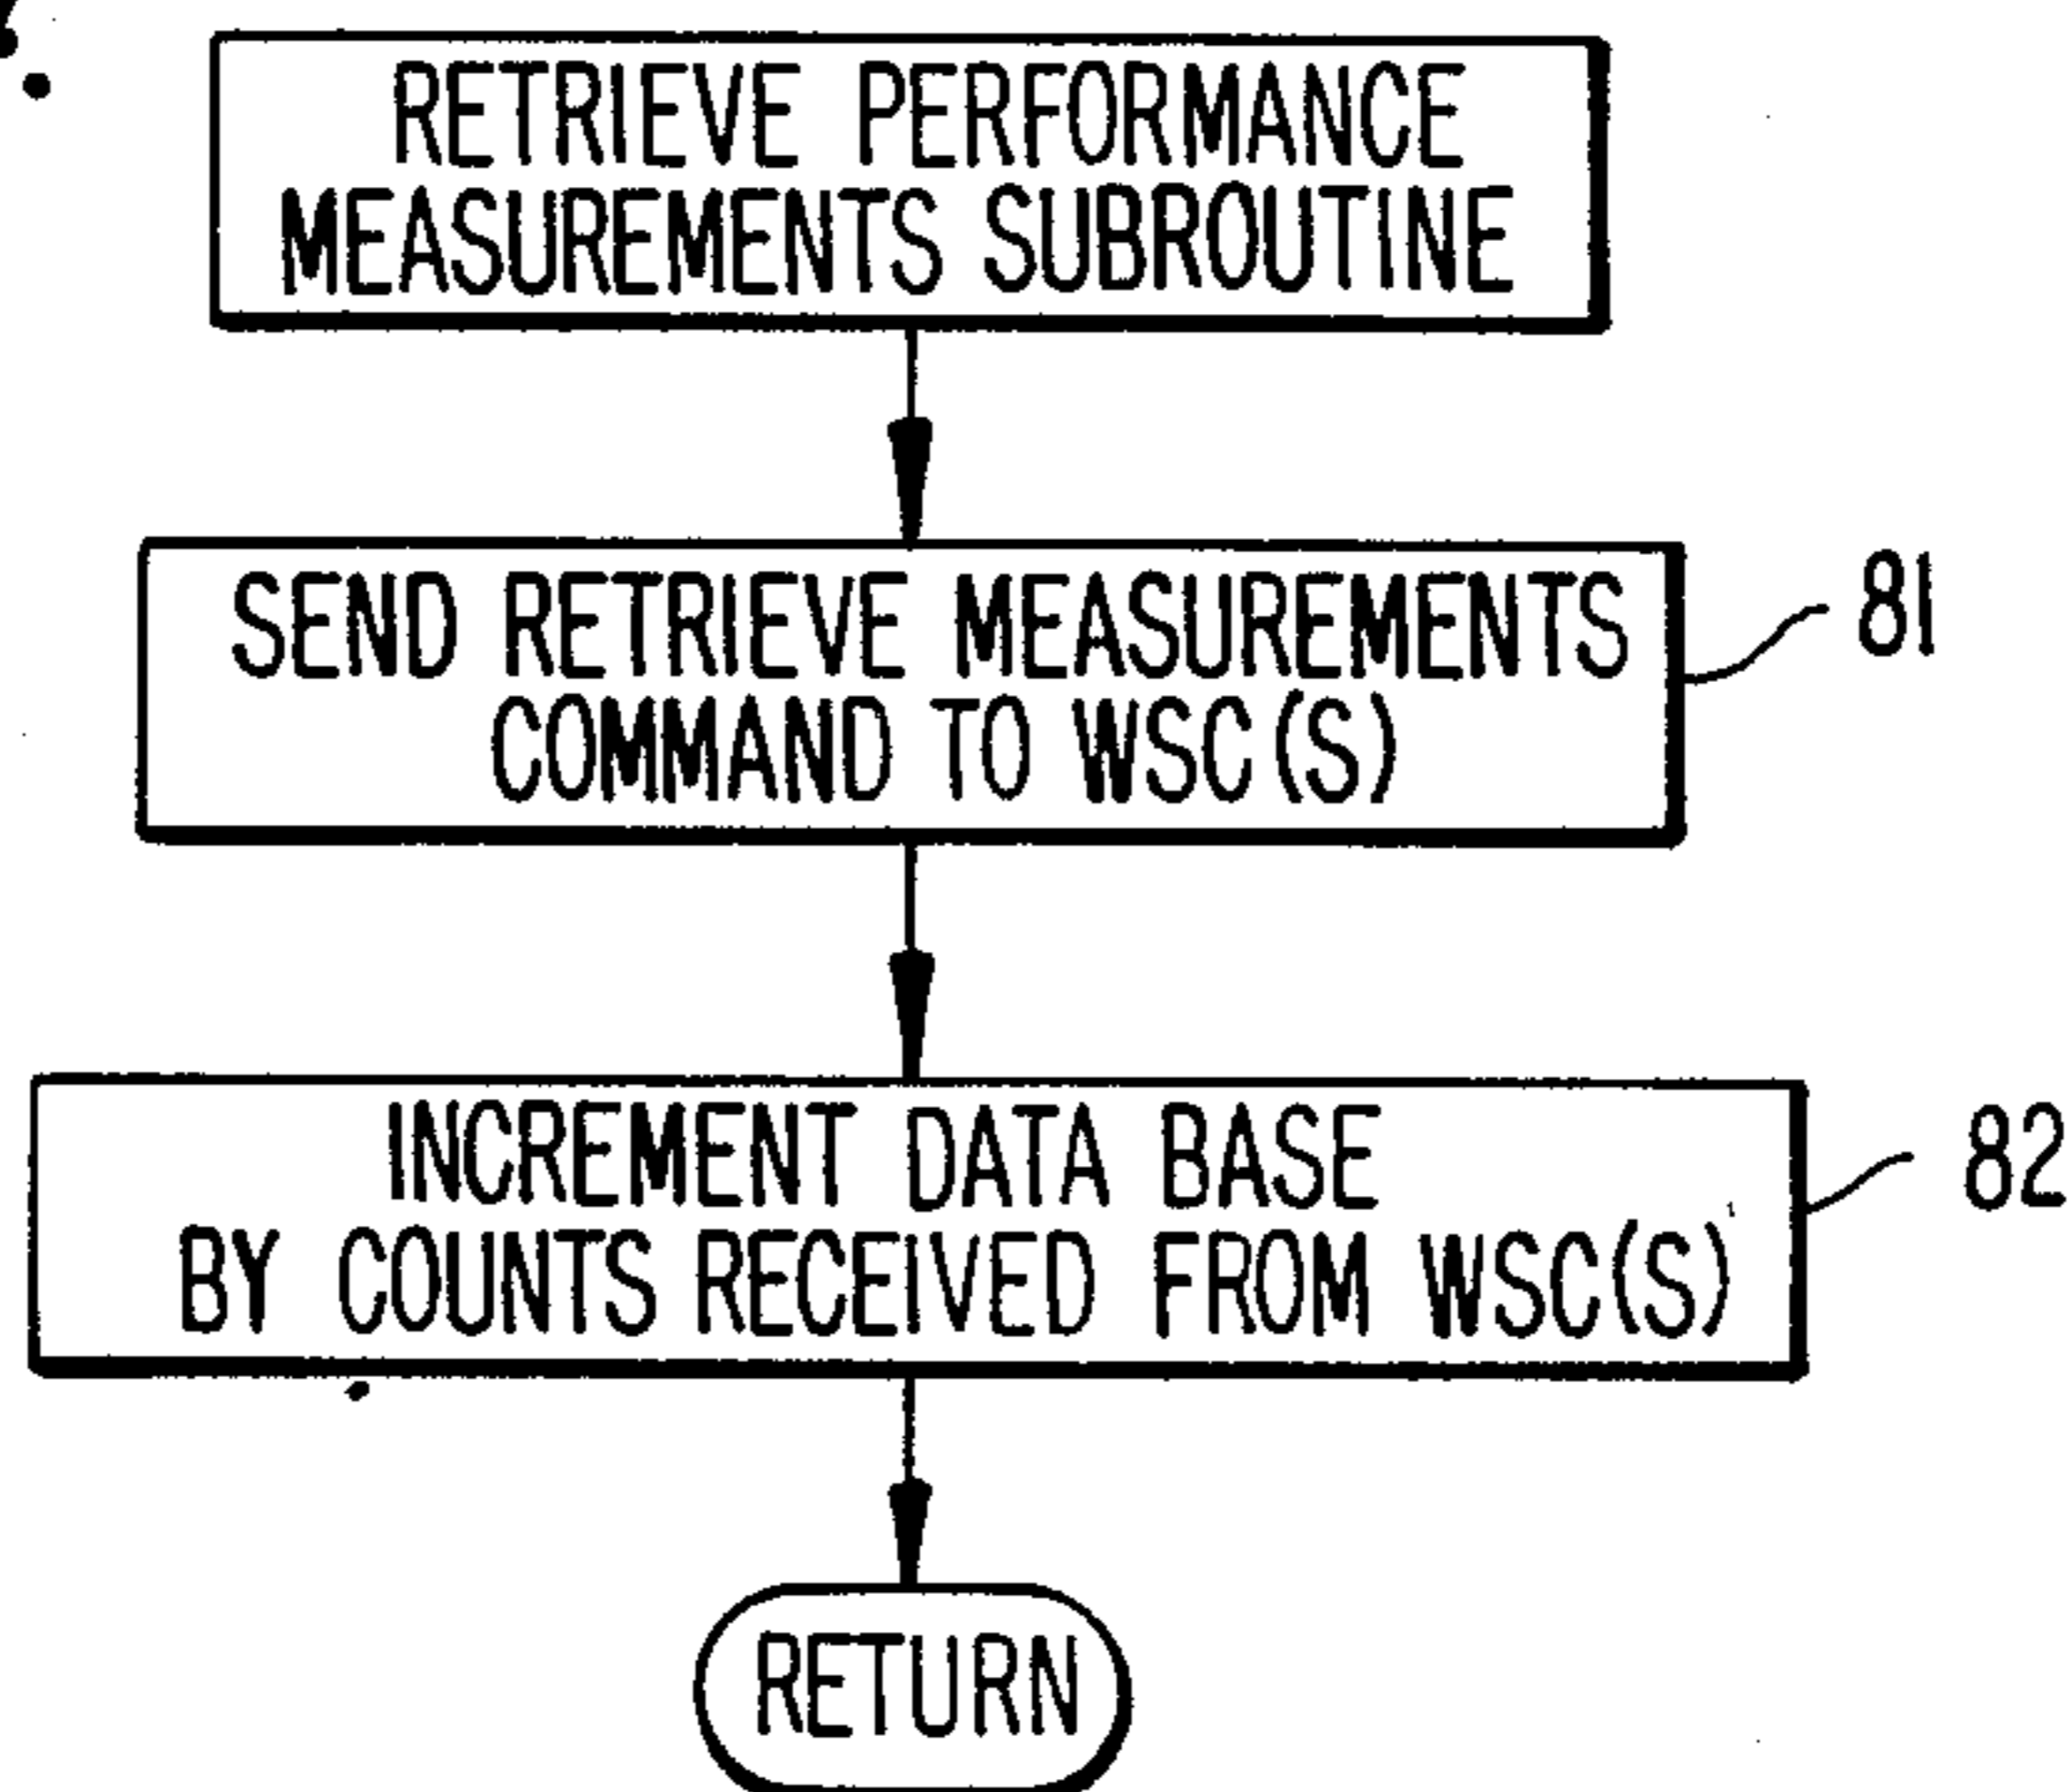 RETRIEVE PERFORMANCE
MEASUREMENTS SUBROUTINE
SEND RETRIEVE MEASUREMENTS
COMMAND TO WSC(S)
81
INCREMENT DATA BASE
BY COUNTS RECEIVED FROM WSC(S)
82
RETURN